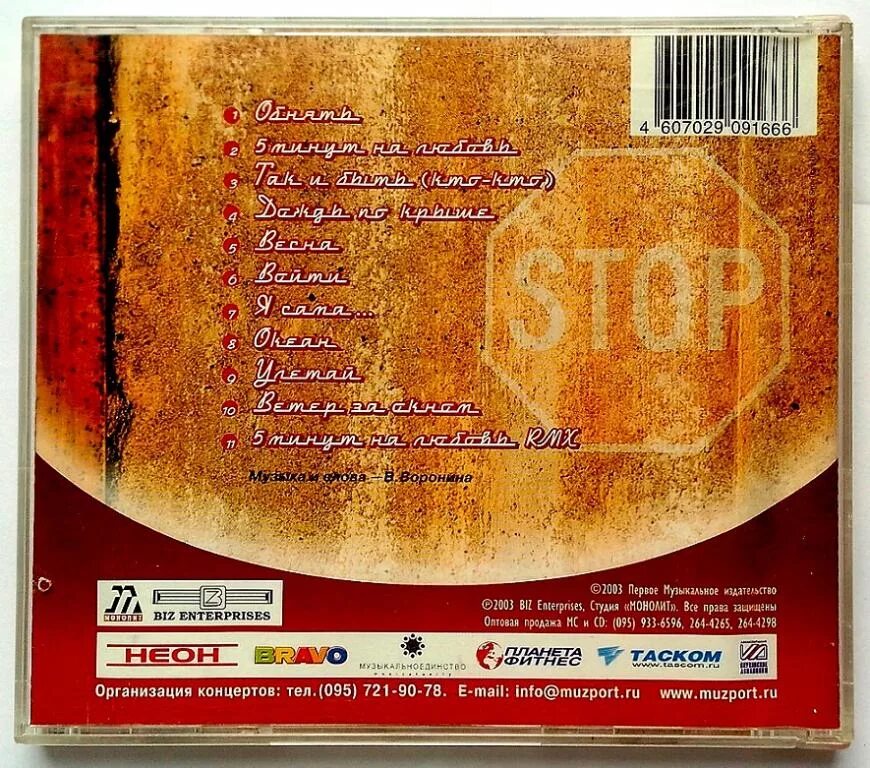 4 607029 091666
1 Обнять
2 5 минут на любовь
3 Так и быть (кто-кто)
4 Дождь по крыше
5 Весна
6 Войти
7 Я сама...
8 Океан
9 Улетай
10 Ветер за окном
11 5 минут на любовь RMX
STOP
Музыка и слова – В. Воронина
©2003 Первое Музыкальное издательство
℗2003 BIZ Enterprises, Студия «МОНОЛИТ». Все права защищены
Оптовая продажа МС и CD: (095) 933-6596, 264-4265, 264-4298
МОНОЛИТ BIZ ENTERPRISES
НЕОН BRAVO МУЗЫКАЛЬНОЕДИНСТВО ПЛАНЕТА ФИТНЕС ТАСКОМ
www.tascom.ru
Организация концертов: тел.(095) 721-90-78. E-mail: info@muzport.ru www.muzport.ru